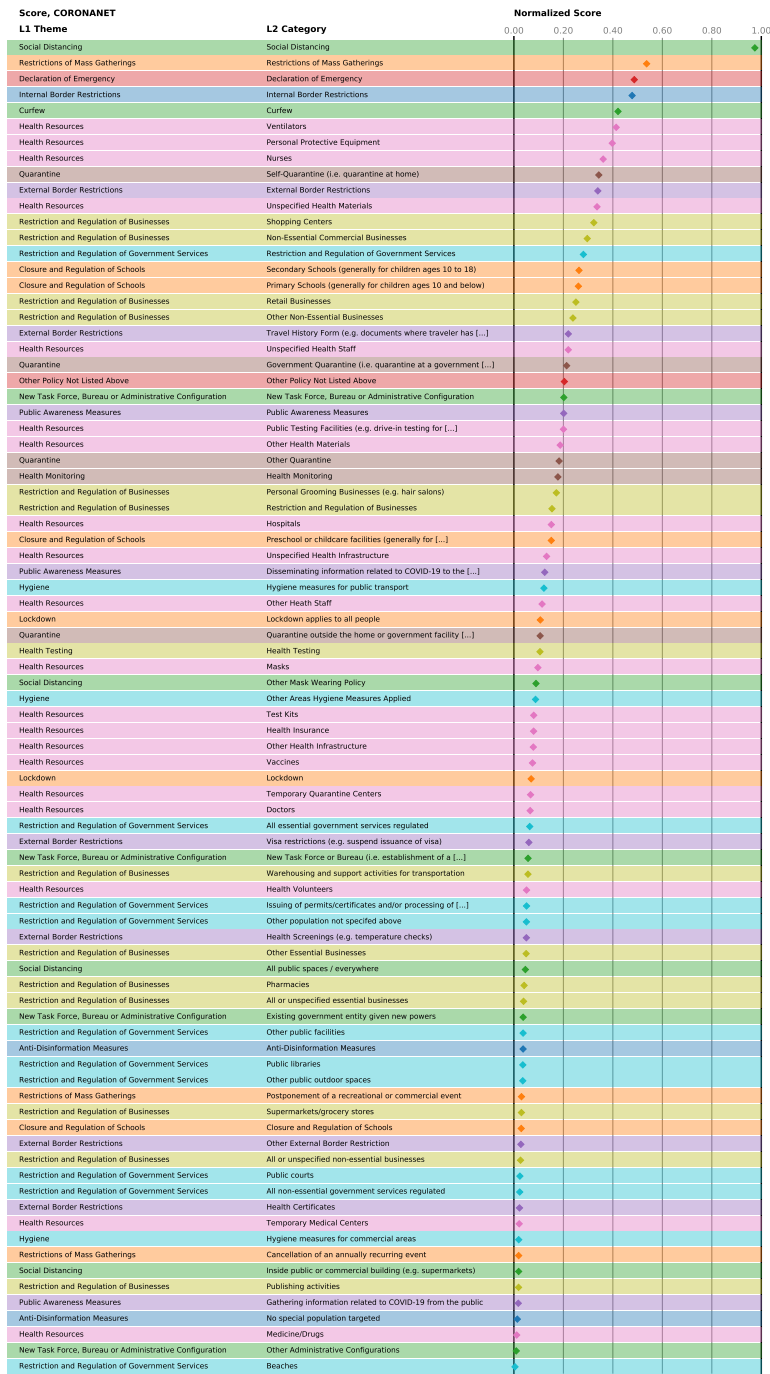 Score, CORONANET Normalized Score
L1 Theme L2 Category 0.00 0.20 0.40 0.60 0.80 1.00
Social Distancing Social Distancing
Restrictions of Mass Gatherings Restrictions of Mass Gatherings
Declaration of Emergency Declaration of Emergency
Internal Border Restrictions Internal Border Restrictions
Curfew Curfew
Health Resources Ventilators
Health Resources Personal Protective Equipment
Health Resources Nurses
Quarantine Self-Quarantine (i.e. quarantine at home)
External Border Restrictions External Border Restrictions
Health Resources Unspecified Health Materials
Restriction and Regulation of Businesses Shopping Centers
Restriction and Regulation of Businesses Non-Essential Commercial Businesses
Restriction and Regulation of Government Services Restriction and Regulation of Government Services
Closure and Regulation of Schools Secondary Schools (generally for children ages 10 to 18)
Closure and Regulation of Schools Primary Schools (generally for children ages 10 and below)
Restriction and Regulation of Businesses Retail Businesses
Restriction and Regulation of Businesses Other Non-Essential Businesses
External Border Restrictions Travel History Form (e.g. documents where traveler has [...]
Health Resources Unspecified Health Staff
Quarantine Government Quarantine (i.e. quarantine at a government [...]
Other Policy Not Listed Above Other Policy Not Listed Above
New Task Force, Bureau or Administrative Configuration New Task Force, Bureau or Administrative Configuration
Public Awareness Measures Public Awareness Measures
Health Resources Public Testing Facilities (e.g. drive-in testing for [...]
Health Resources Other Health Materials
Quarantine Other Quarantine
Health Monitoring Health Monitoring
Restriction and Regulation of Businesses Personal Grooming Businesses (e.g. hair salons)
Restriction and Regulation of Businesses Restriction and Regulation of Businesses
Health Resources Hospitals
Closure and Regulation of Schools Preschool or childcare facilities (generally for [...]
Health Resources Unspecified Health Infrastructure
Public Awareness Measures Disseminating information related to COVID-19 to the [...]
Hygiene Hygiene measures for public transport
Health Resources Other Heath Staff
Lockdown Lockdown applies to all people
Quarantine Quarantine outside the home or government facility [...]
Health Testing Health Testing
Health Resources Masks
Social Distancing Other Mask Wearing Policy
Hygiene Other Areas Hygiene Measures Applied
Health Resources Test Kits
Health Resources Health Insurance
Health Resources Other Health Infrastructure
Health Resources Vaccines
Lockdown Lockdown
Health Resources Temporary Quarantine Centers
Health Resources Doctors
Restriction and Regulation of Government Services All essential government services regulated
External Border Restrictions Visa restrictions (e.g. suspend issuance of visa)
New Task Force, Bureau or Administrative Configuration New Task Force or Bureau (i.e. establishment of a [...]
Restriction and Regulation of Businesses Warehousing and support activities for transportation
Health Resources Health Volunteers
Restriction and Regulation of Government Services Issuing of permits/certificates and/or processing of [...]
Restriction and Regulation of Government Services Other population not specifed above
External Border Restrictions Health Screenings (e.g. temperature checks)
Restriction and Regulation of Businesses Other Essential Businesses
Social Distancing All public spaces / everywhere
Restriction and Regulation of Businesses Pharmacies
Restriction and Regulation of Businesses All or unspecified essential businesses
New Task Force, Bureau or Administrative Configuration Existing government entity given new powers
Restriction and Regulation of Government Services Other public facilities
Anti-Disinformation Measures Anti-Disinformation Measures
Restriction and Regulation of Government Services Public libraries
Restriction and Regulation of Government Services Other public outdoor spaces
Restrictions of Mass Gatherings Postponement of a recreational or commercial event
Restriction and Regulation of Businesses Supermarkets/grocery stores
Closure and Regulation of Schools Closure and Regulation of Schools
External Border Restrictions Other External Border Restriction
Restriction and Regulation of Businesses All or unspecified non-essential businesses
Restriction and Regulation of Government Services Public courts
Restriction and Regulation of Government Services All non-essential government services regulated
External Border Restrictions Health Certificates
Health Resources Temporary Medical Centers
Hygiene Hygiene measures for commercial areas
Restrictions of Mass Gatherings Cancellation of an annually recurring event
Social Distancing Inside public or commercial building (e.g. supermarkets)
Restriction and Regulation of Businesses Publishing activities
Public Awareness Measures Gathering information related to COVID-19 from the public
Anti-Disinformation Measures No special population targeted
Health Resources Medicine/Drugs
New Task Force, Bureau or Administrative Configuration Other Administrative Configurations
Restriction and Regulation of Government Services Beaches